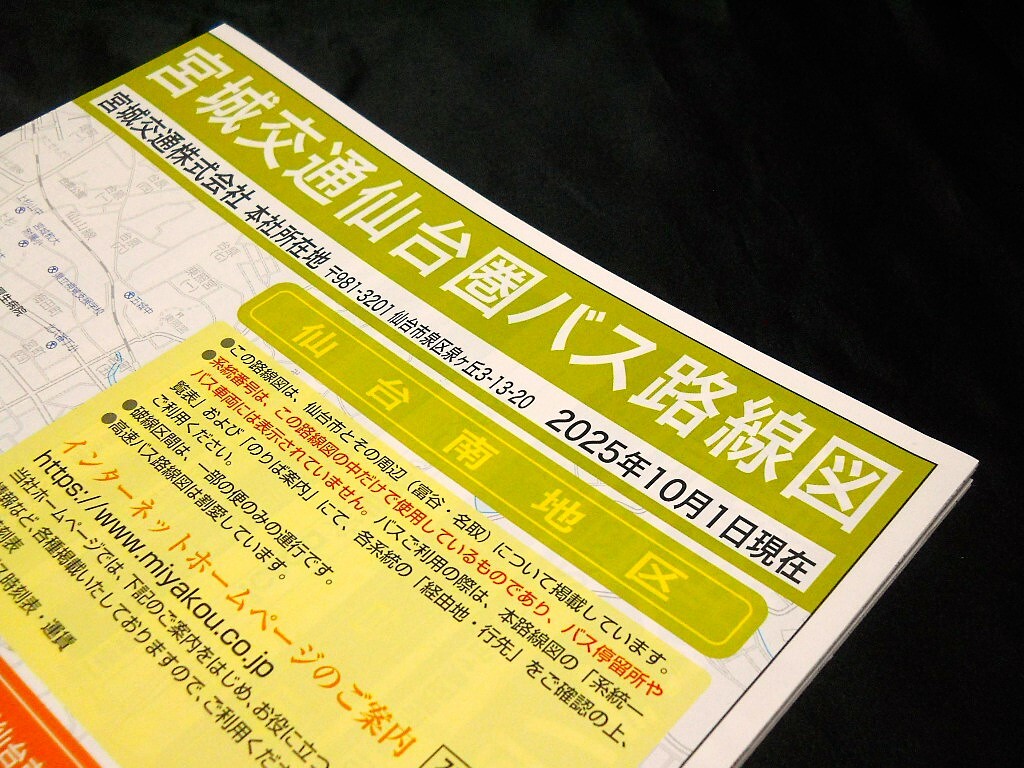 宮城交通仙台圏バス路線図
宮城交通株式会社 本社所在地 〒981-3201 仙台市泉区泉ヶ丘3-13-20 2025年10月1日現在
仙台南地区
●この路線図は、仙台市とその周辺（富谷・名取）について掲載しています。
●系統番号は、この路線図の中だけで使用しているものであり、バス停留所や
バス車両には表示されていません。バスご利用の際は、本路線図の「系統一
覧表」および「のりば案内」にて、各系統の「経由地・行先」をご確認の上、
ご利用ください。
●破線区間は、一部の便のみの運行です。
●高速バス路線図は割愛しています。
インターネットホームページのご案内
https://www.miyakou.co.jp
当社ホームページでは、下記のご案内をはじめ、お役に立つ
情報など、各種掲載いたしておりますので、ご利用くだ
時刻表・運賃
仙台